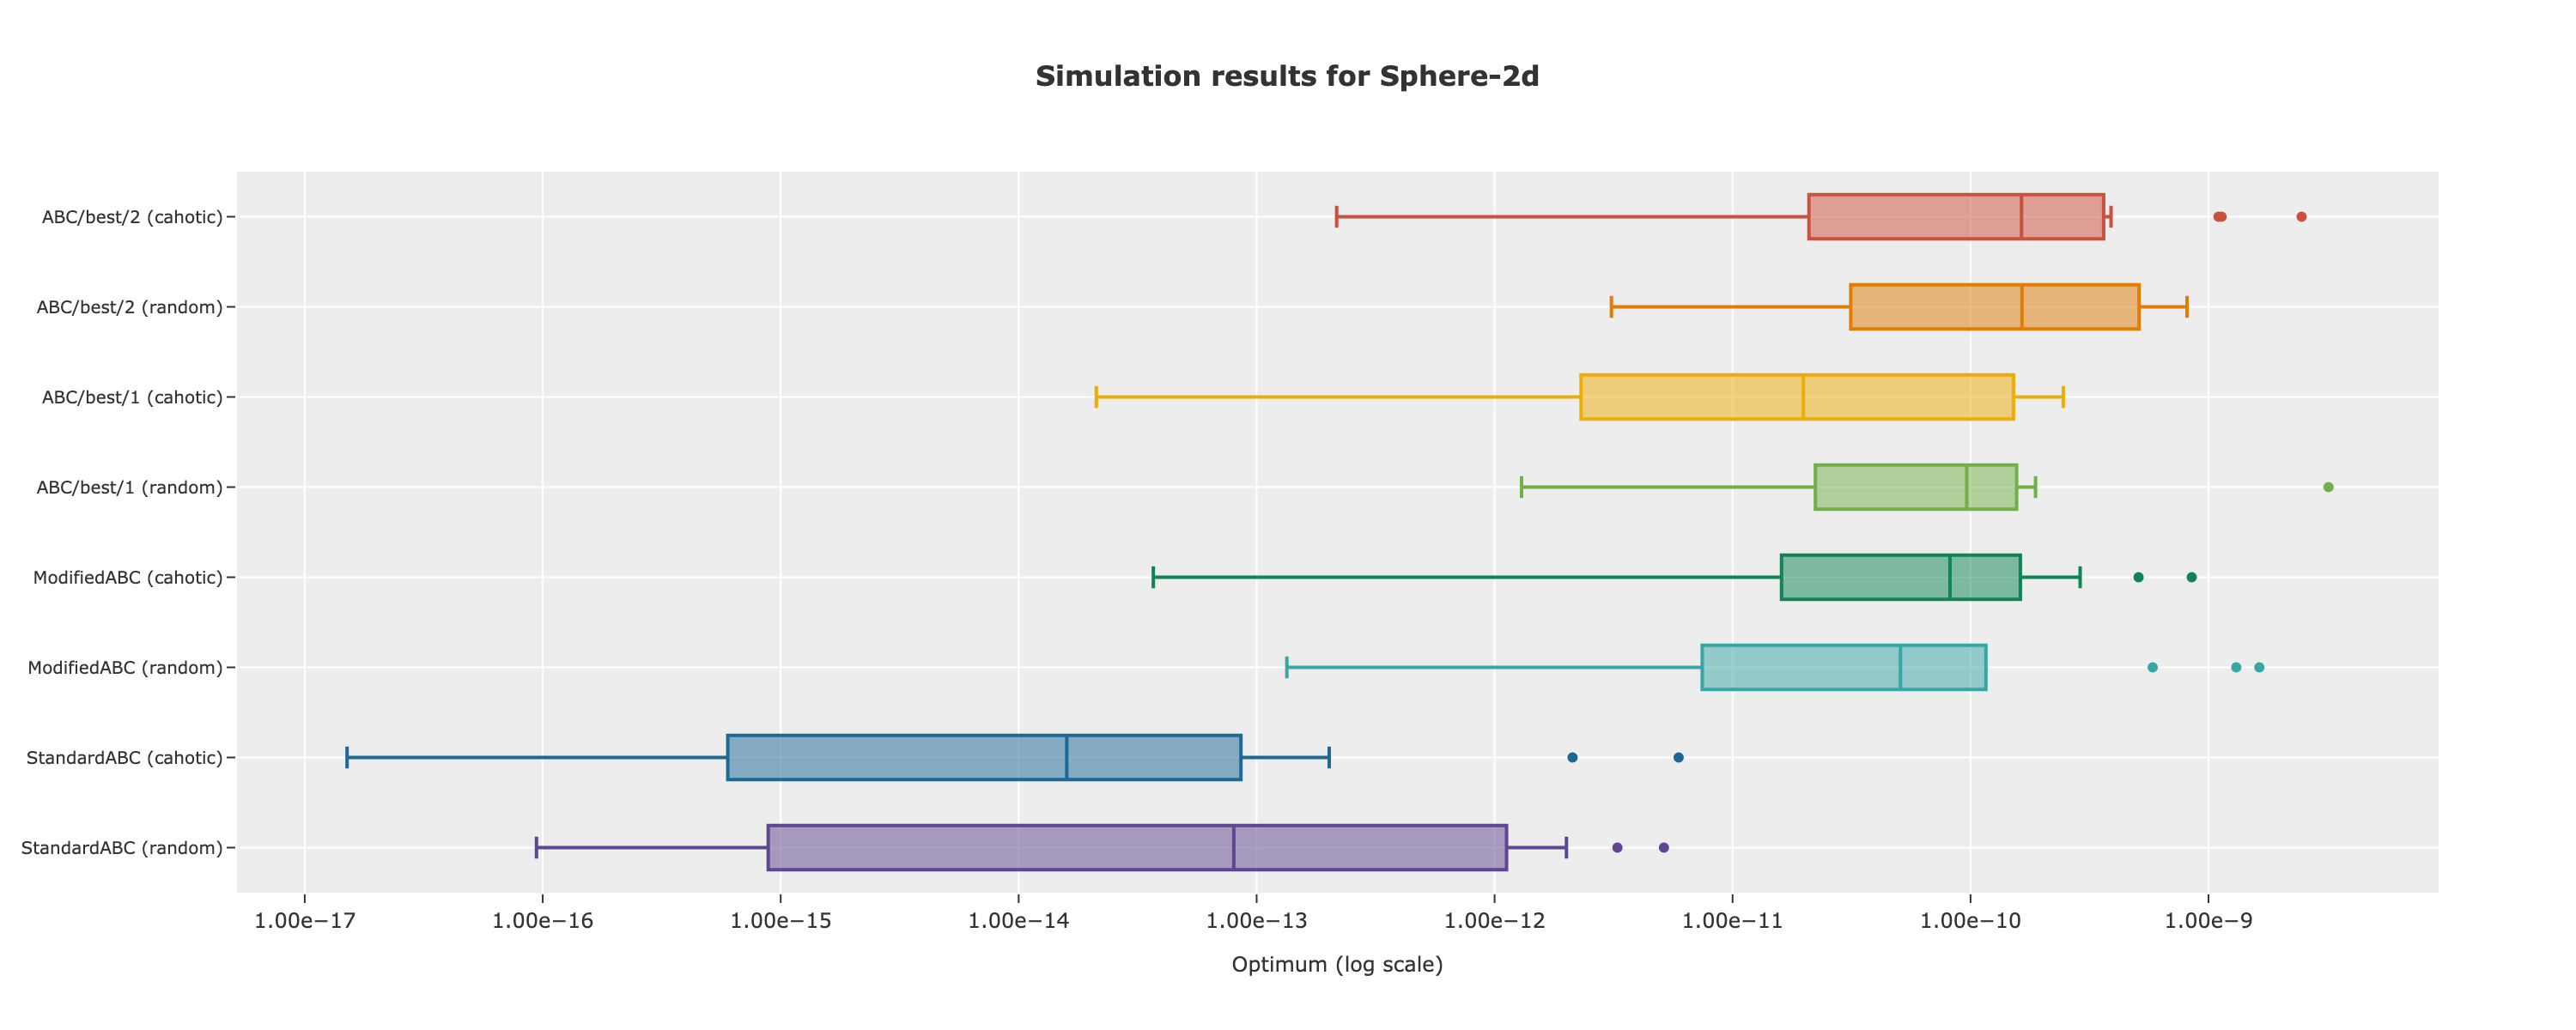 Simulation results for Sphere-2d
ABC/best/2 (cahotic)
ABC/best/2 (random)
ABC/best/1 (cahotic)
ABC/best/1 (random)
ModifiedABC (cahotic)
ModifiedABC (random)
StandardABC (cahotic)
StandardABC (random)
1.00e−17 1.00e−16 1.00e−15 1.00e−14 1.00e−13 1.00e−12 1.00e−11 1.00e−10 1.00e−9
Optimum (log scale)